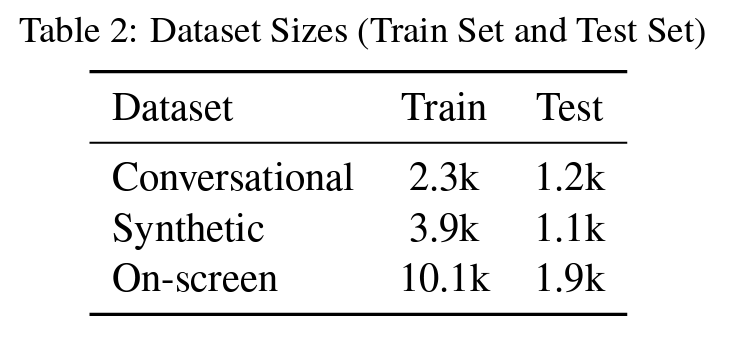 Table 2: Dataset Sizes (Train Set and Test Set)
Dataset Train Test
Conversational 2.3k 1.2k
Synthetic 3.9k 1.1k
On-screen 10.1k 1.9k